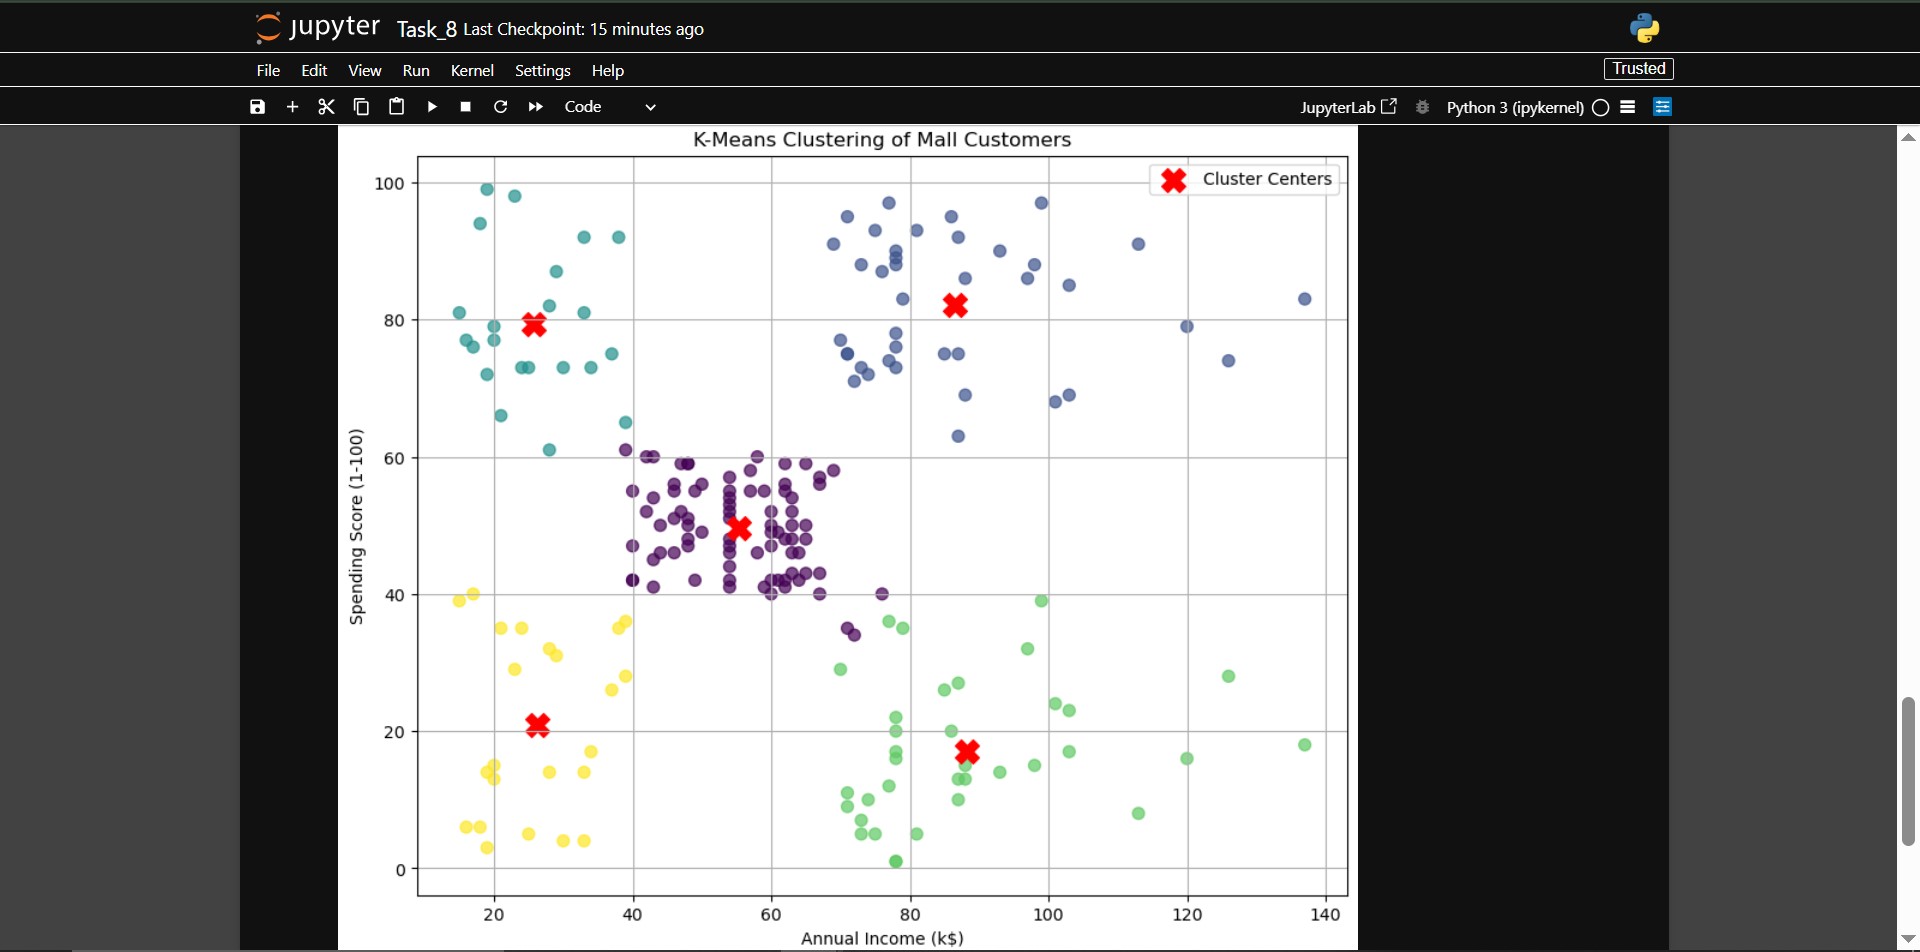 jupyter Task_8 Last Checkpoint: 15 minutes ago
File Edit View Run Kernel Settings Help Trusted
Code JupyterLab Python 3 (ipykernel)
K-Means Clustering of Mall Customers
Cluster Centers
Spending Score (1-100)
100
80
60
40
20
0
20 40 60 80 100 120 140
Annual Income (k$)